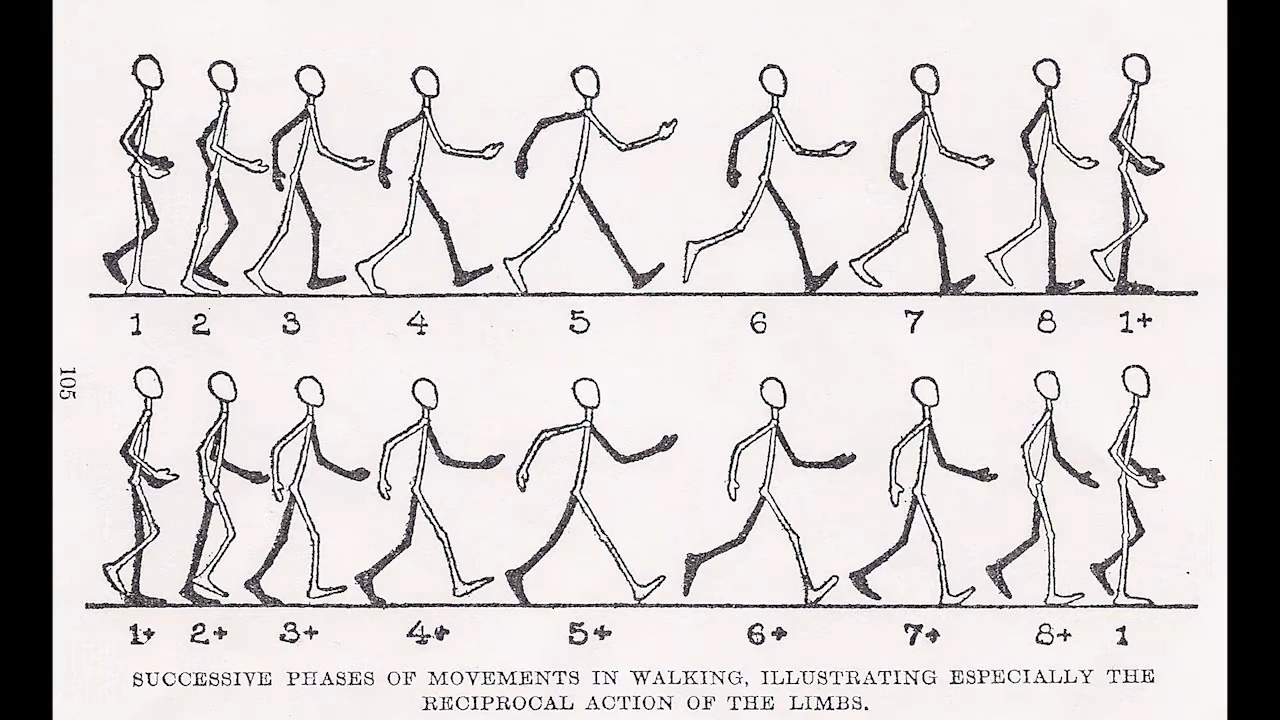 1 2 3 4 5 6 7 8 1+
105
1+ 2+ 3+ 4+ 5+ 6+ 7+ 8+ 1
SUCCESSIVE PHASES OF MOVEMENTS IN WALKING, ILLUSTRATING ESPECIALLY THE
RECIPROCAL ACTION OF THE LIMBS.